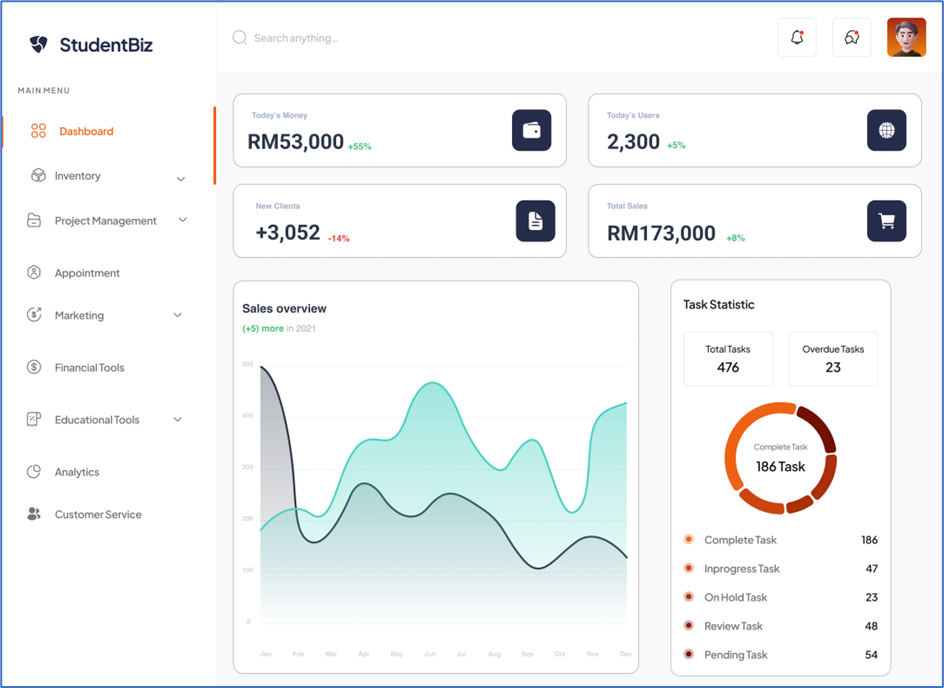 StudentBiz
Search anything...
MAIN MENU
Dashboard
Inventory
Project Management
Appointment
Marketing
Financial Tools
Educational Tools
Analytics
Customer Service
Today's Money
RM53,000 +55%
Today's Users
2,300 +5%
New Clients
+3,052 -14%
Total Sales
RM173,000 +8%
Sales overview
(+5) more in 2021
500
400
300
200
100
0
Jan Feb Mar Apr May Jun Jul Aug Sep Oct Nov Dec
Task Statistic
Total Tasks
476
Overdue Tasks
23
Complete Task
186 Task
Complete Task 186
Inprogress Task 47
On Hold Task 23
Review Task 48
Pending Task 54